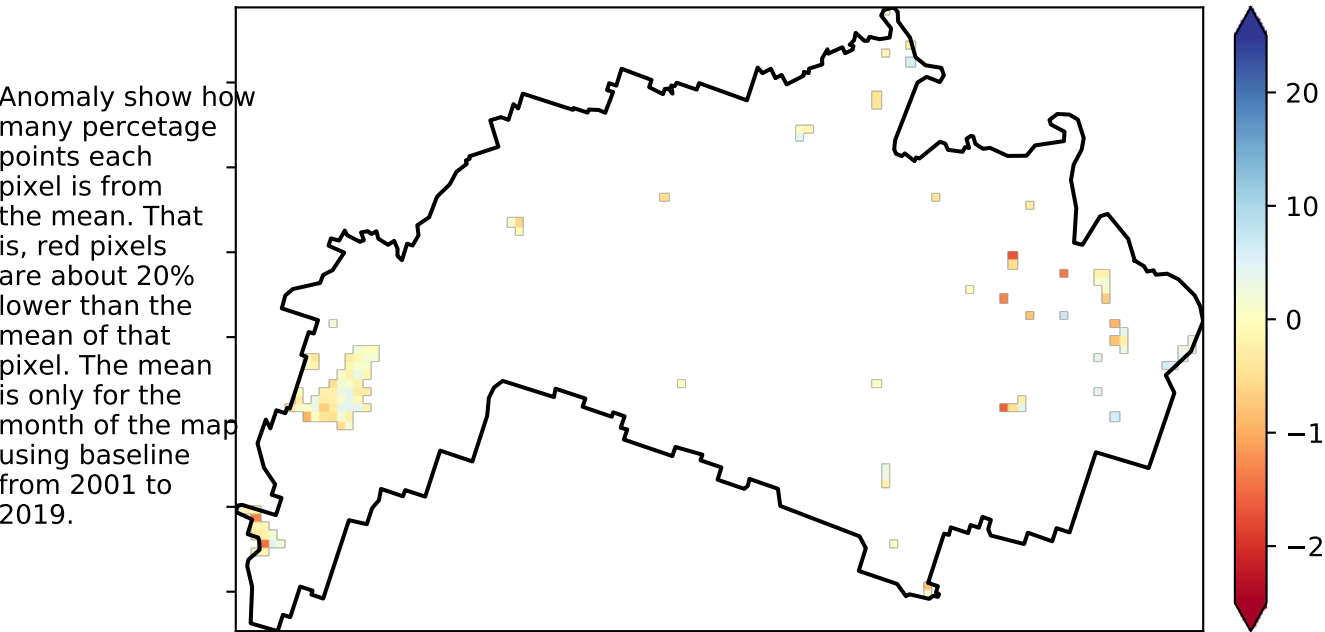 Anomaly show how
many percetage
points each
pixel is from
the mean. That
is, red pixels
are about 20%
lower than the
mean of that
pixel. The mean
is only for the
month of the map
using baseline
from 2001 to
2019.
20
10
0
−1
−2